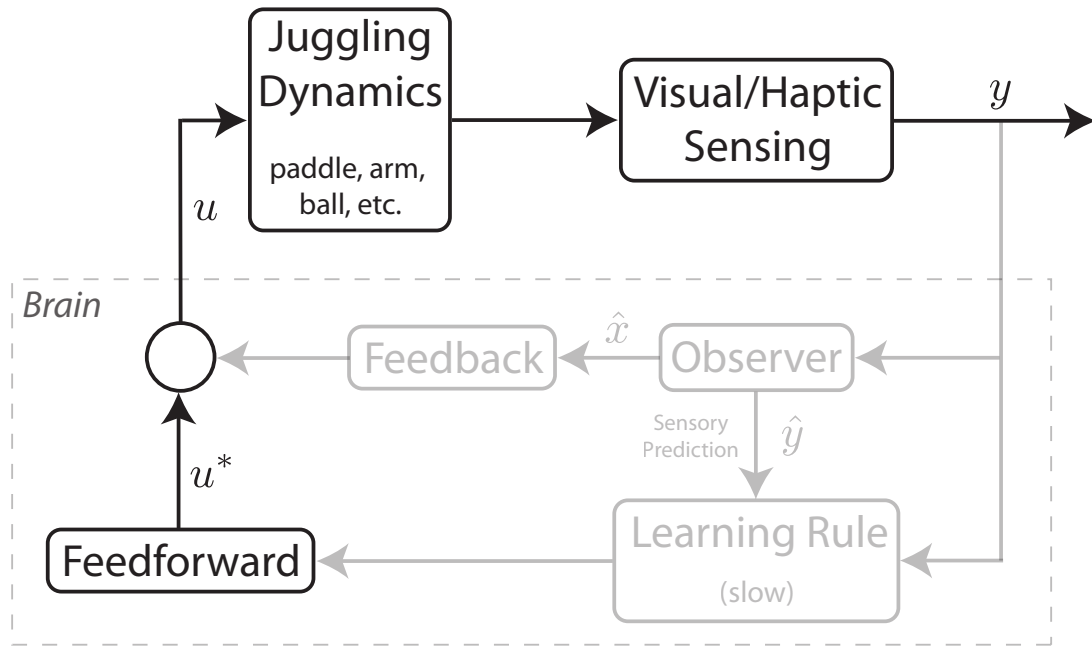 Juggling
Dynamics
paddle, arm,
ball, etc.
Visual/Haptic
Sensing
y
u
Brain
Feedback
x̂
Observer
Sensory
Prediction
ŷ
u*
Feedforward
Learning Rule
(slow)